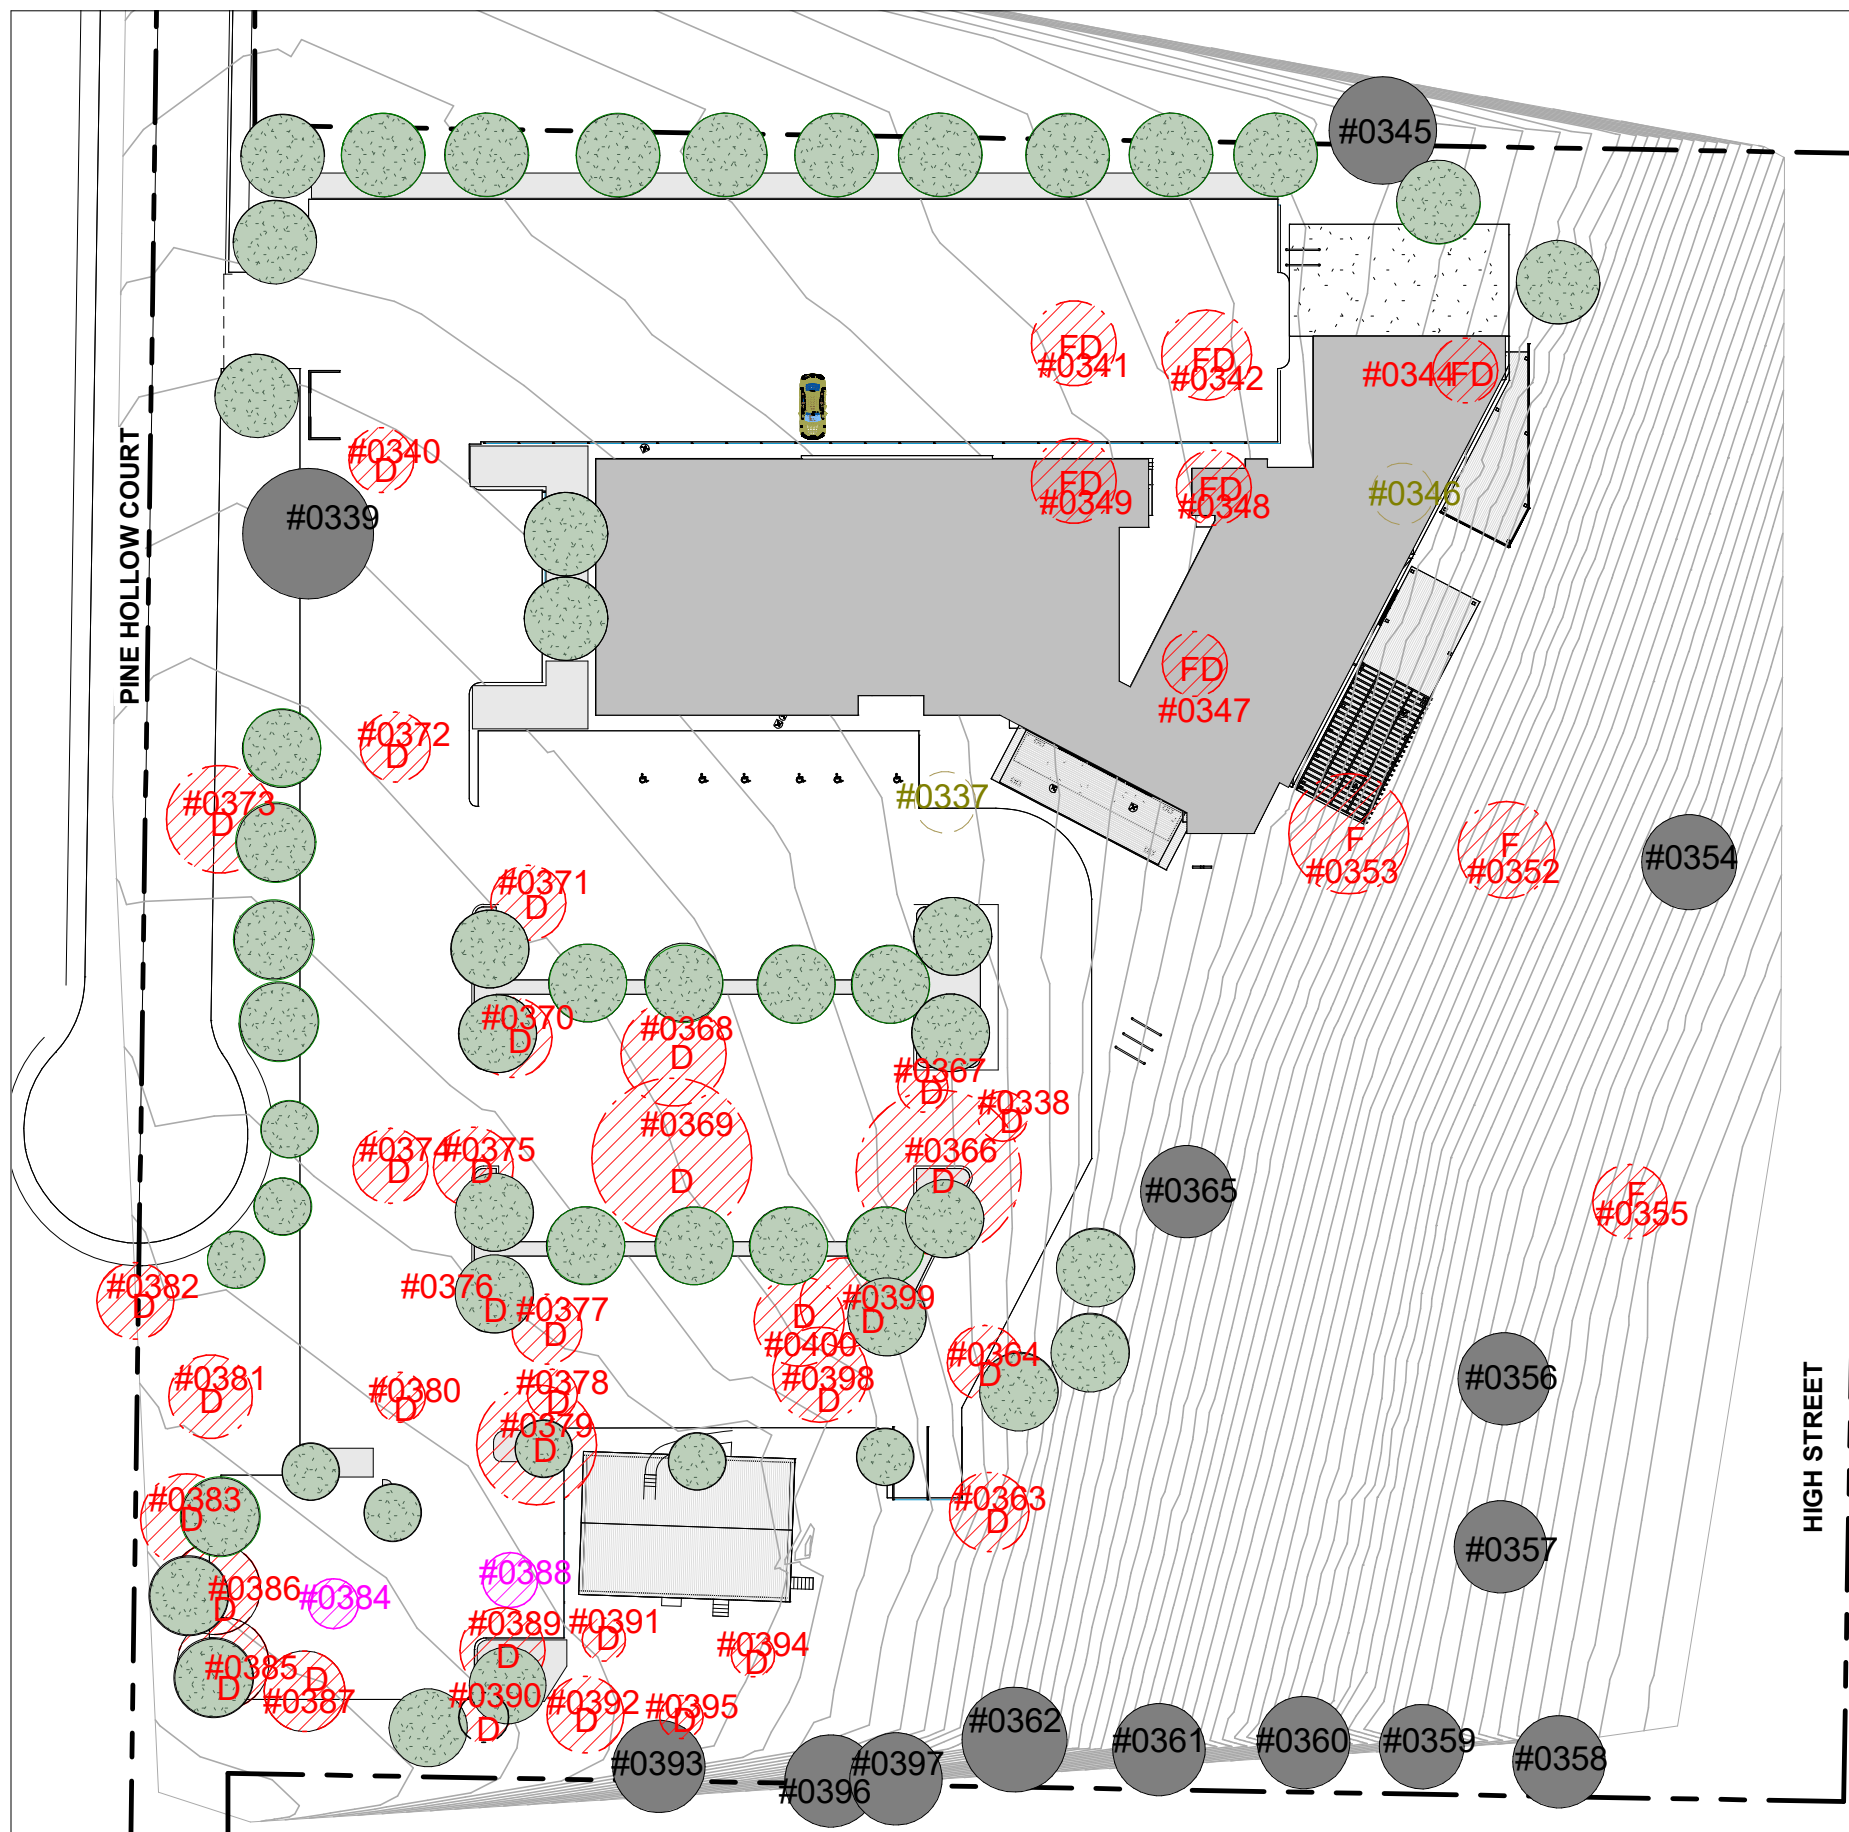 #0345
PINE HOLLOW COURT
FD
#0341
FD
#0342
#0344
FD
#0340
D
#0339
FD
#0349
FD
#0348
#0346
FD
#0347
#0372
D
#0373
D
#0337
F
#0353
F
#0352
#0354
#0371
D
#0370
D
#0368
D
#0369
D
#0367
D
#0338
D
#0366
D
#0374
D
#0375
D
#0365
F
#0355
#0382
D
#0376
D
#0377
D
D
#0400
#0399
D
#0398
D
#0364
D
#0356
#0381
D
#0380
D
#0378
D
#0379
D
HIGH STREET
#0383
D
#0363
D
#0357
#0386
D
#0384
#0388
#0389
D
#0391
D
#0394
D
#0385
D
D
#0387
#0390
D
#0392
D
#0395
D
#0393
#0396
#0397
#0362
#0361
#0360
#0359
#0358